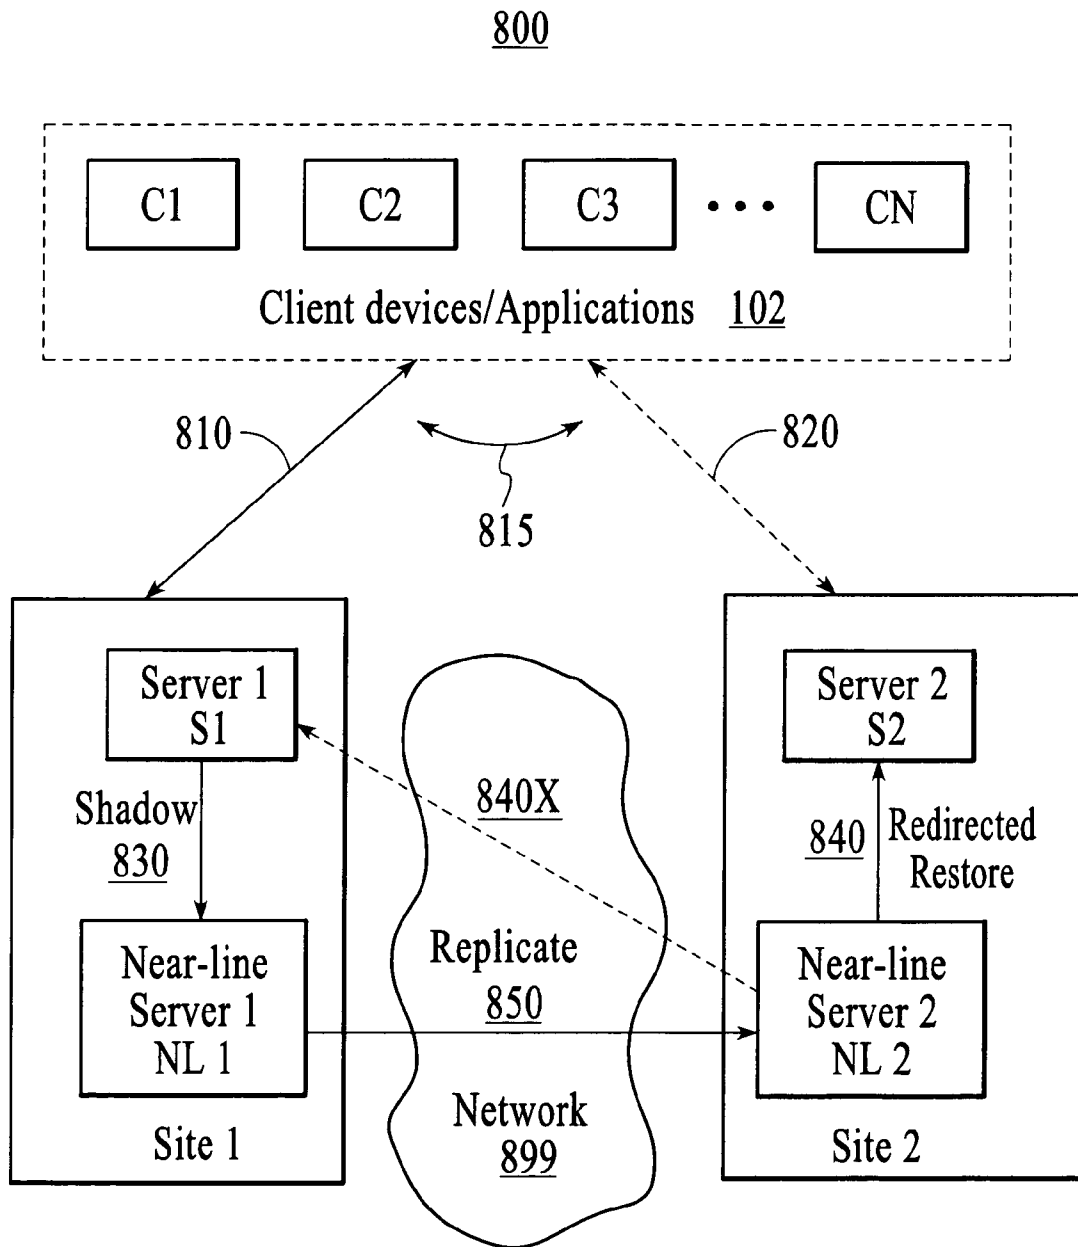 800
C1
C2
C3
• • •
CN
Client devices/Applications 102
810
815
820
Server 1
S1
Shadow
830
Near-line
Server 1
NL 1
Site 1
840X
Replicate
850
Network
899
Server 2
S2
840
Redirected
Restore
Near-line
Server 2
NL 2
Site 2